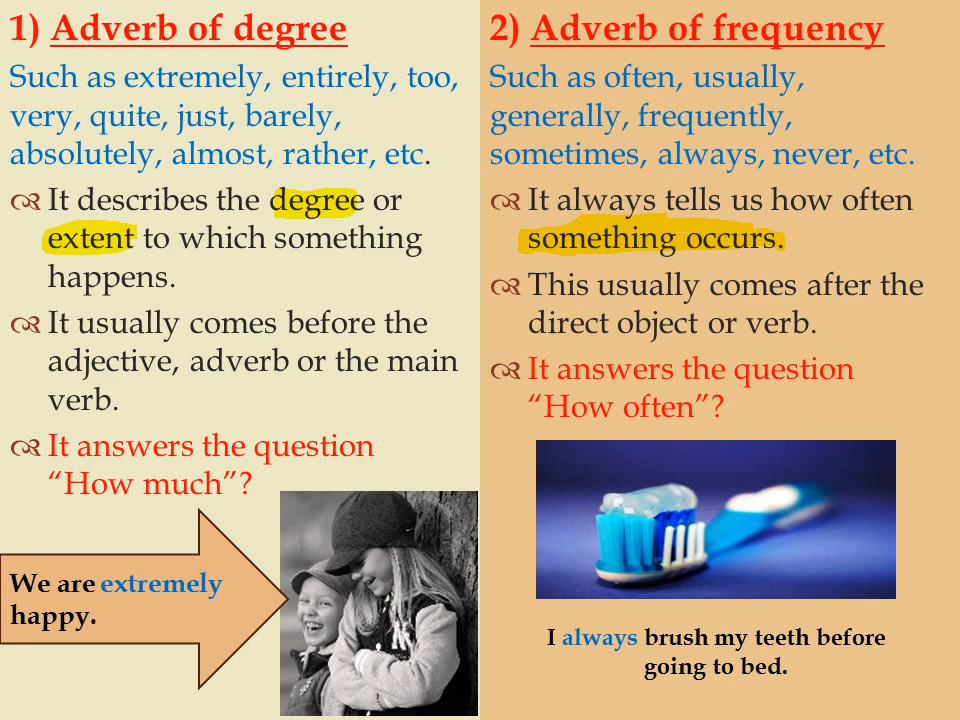 1) Adverb of degree
Such as extremely, entirely, too,
very, quite, just, barely,
absolutely, almost, rather, etc.
It describes the degree or
extent to which something
happens.
It usually comes before the
adjective, adverb or the main
verb.
It answers the question
“How much”?
We are extremely
happy.
2) Adverb of frequency
Such as often, usually,
generally, frequently,
sometimes, always, never, etc.
It always tells us how often
something occurs.
This usually comes after the
direct object or verb.
It answers the question
“How often”?
I always brush my teeth before
going to bed.